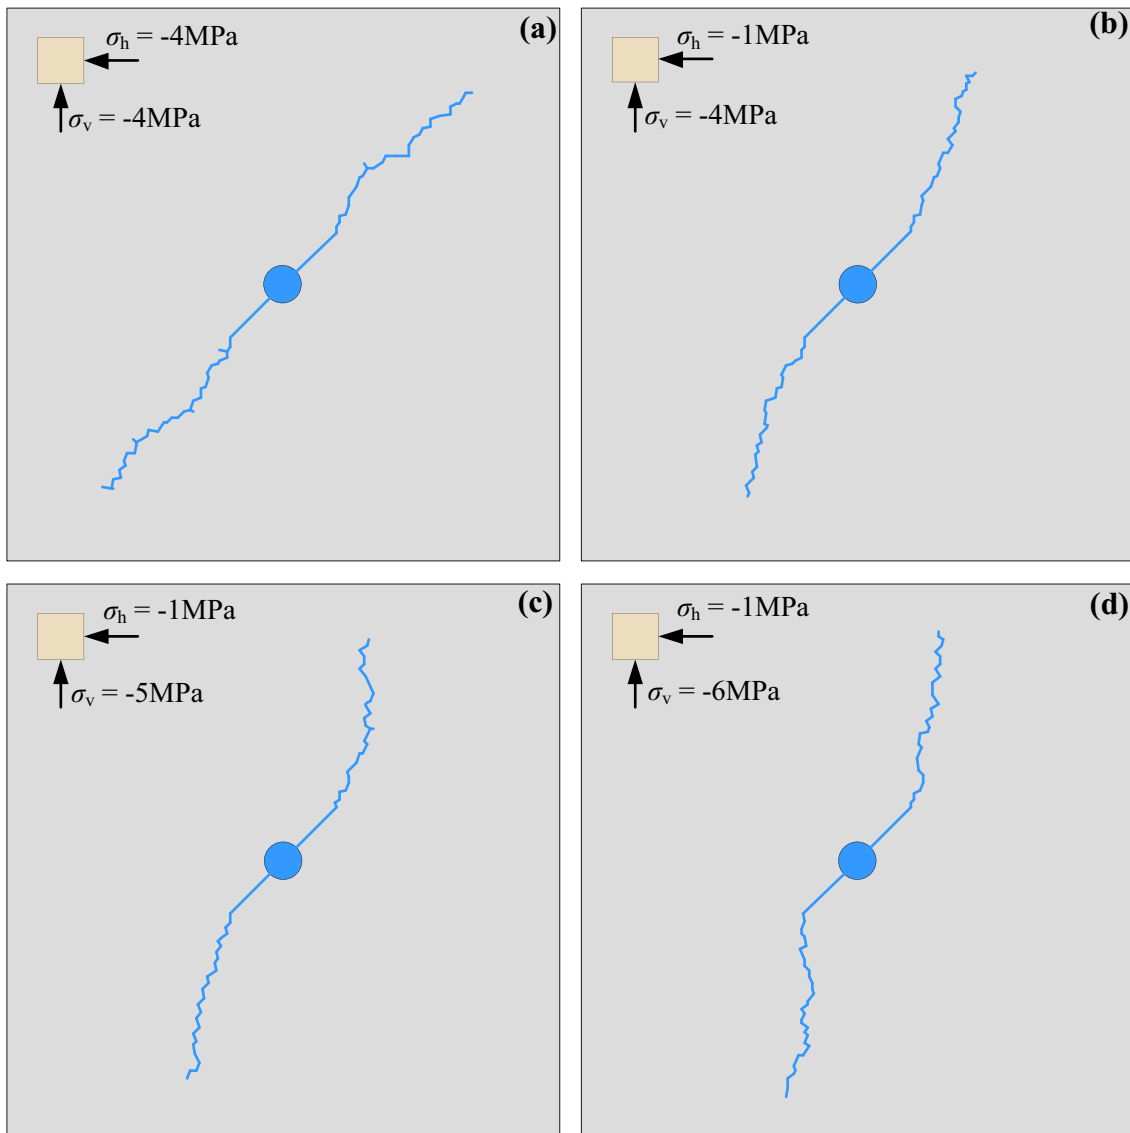 (a)
σh = -4MPa
σv = -4MPa
(b)
σh = -1MPa
σv = -4MPa
(c)
σh = -1MPa
σv = -5MPa
(d)
σh = -1MPa
σv = -6MPa